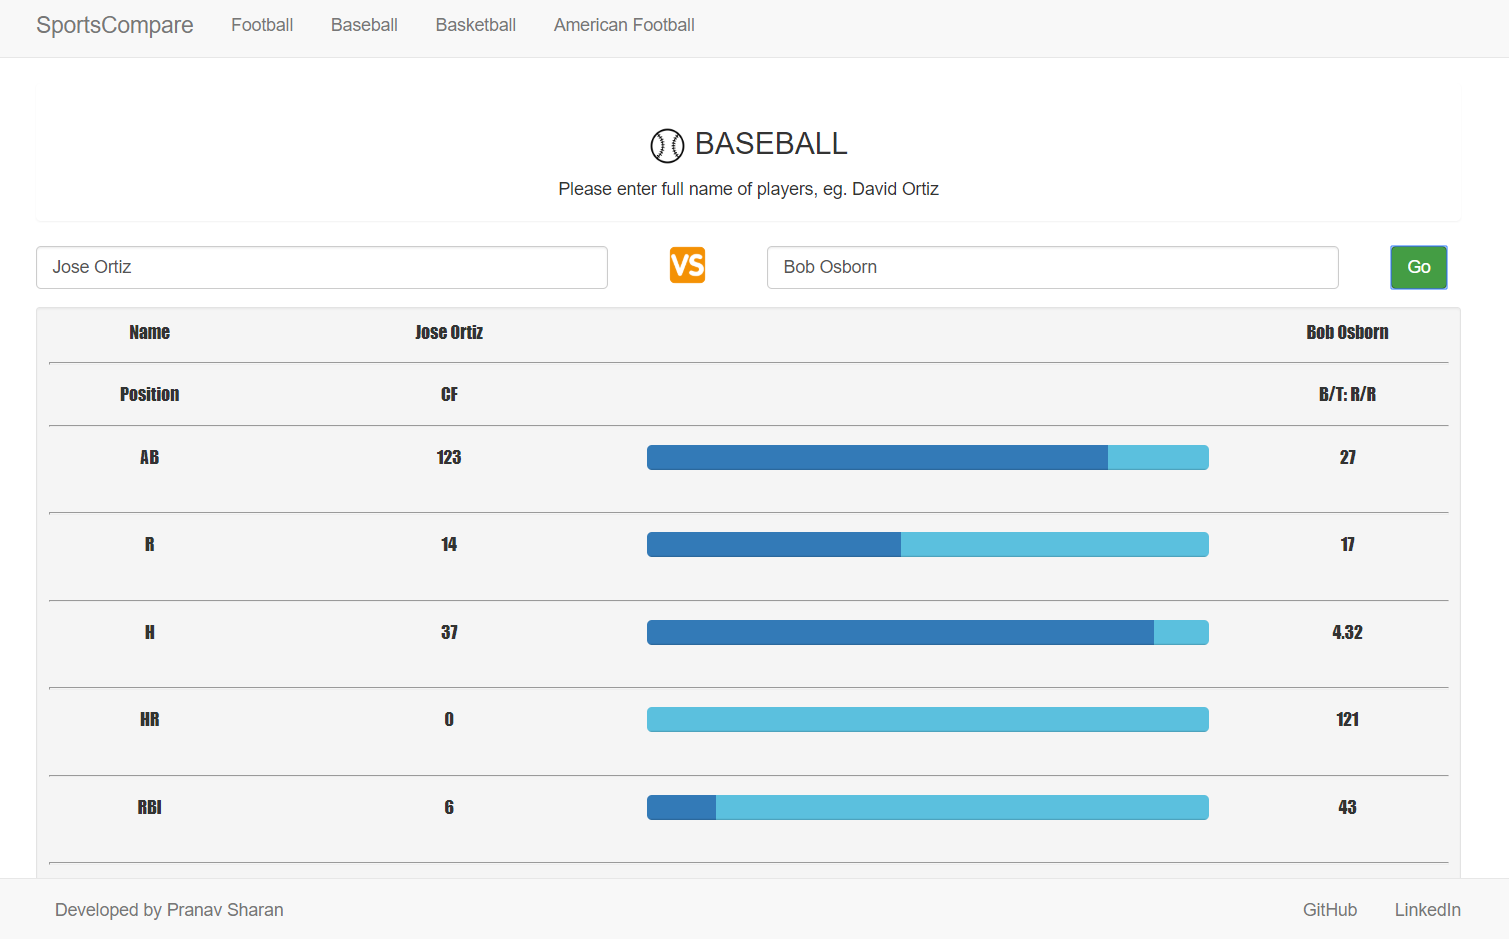 SportsCompare Football Baseball Basketball American Football
BASEBALL
Please enter full name of players, eg. David Ortiz
Jose Ortiz VS Bob Osborn Go
Name Jose Ortiz Bob Osborn
Position CF B/T: R/R
AB 123 27
R 14 17
H 37 4.32
HR 0 121
RBI 6 43
Developed by Pranav Sharan GitHub LinkedIn